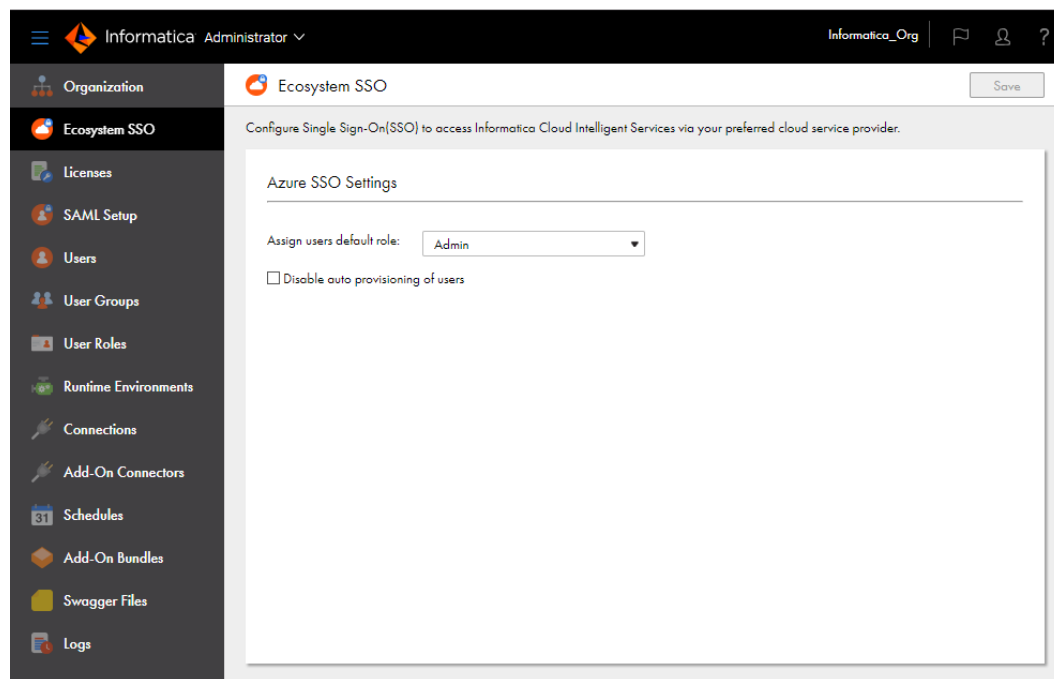 Informatica Administrator
Informatica_Org
?
Organization
Ecosystem SSO
Licenses
SAML Setup
Users
User Groups
User Roles
Runtime Environments
Connections
Add-On Connectors
31 Schedules
Add-On Bundles
Swagger Files
Logs
Ecosystem SSO
Save
Configure Single Sign-On(SSO) to access Informatica Cloud Intelligent Services via your preferred cloud service provider.
Azure SSO Settings
Assign users default role: Admin
Disable auto provisioning of users